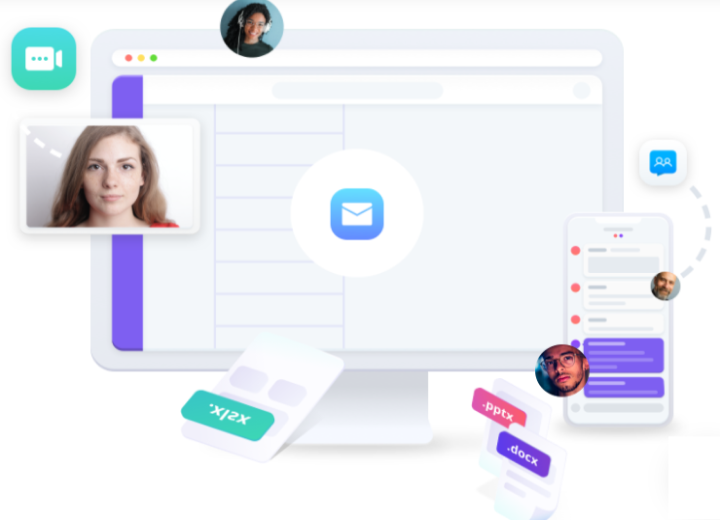 .xlsx
.pptx
.docx